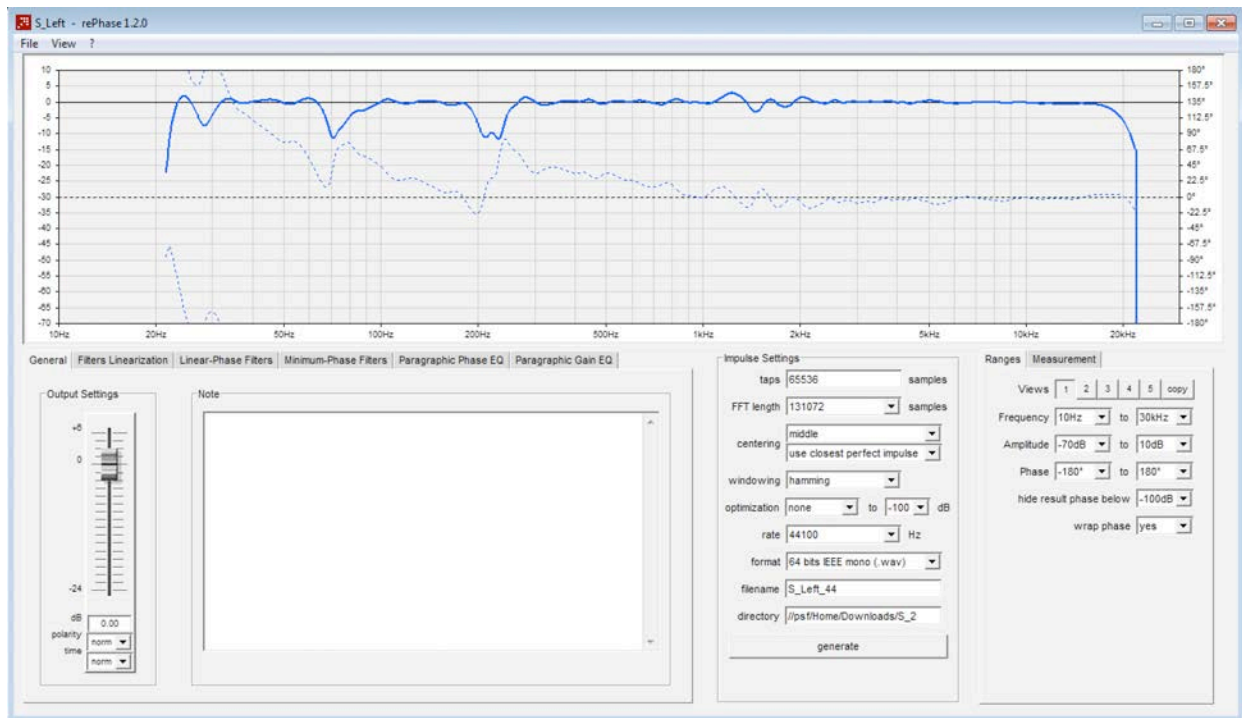 S_Left - rePhase 1.2.0
File View ?
10 180°
5 157.5°
0 135°
-5 112.5°
-10 90°
-15 67.5°
-20 45°
-25 22.5°
-30 0°
-35 -22.5°
-40 -45°
-45 -67.5°
-50 -90°
-55 -112.5°
-60 -135°
-65 -157.5°
-70 -180°
10Hz 20Hz 50Hz 100Hz 200Hz 500Hz 1kHz 2kHz 5kHz 10kHz 20kHz
General Filters Linearization Linear-Phase Filters Minimum-Phase Filters Paragraphic Phase EQ Paragraphic Gain EQ
Output Settings
+6
0
-24
dB 0.00
polarity norm
time norm
Note
Impulse Settings
taps 65536 samples
FFT length 131072 samples
centering middle
use closest perfect impulse
windowing hamming
optimization none to -100 dB
rate 44100 Hz
format 64 bits IEEE mono (.wav)
filename S_Left_44
directory //psf/Home/Downloads/S_2
generate
Ranges Measurement
Views 1 2 3 4 5 copy
Frequency 10Hz to 30kHz
Amplitude -70dB to 10dB
Phase -180° to 180°
hide result phase below -100dB
wrap phase yes